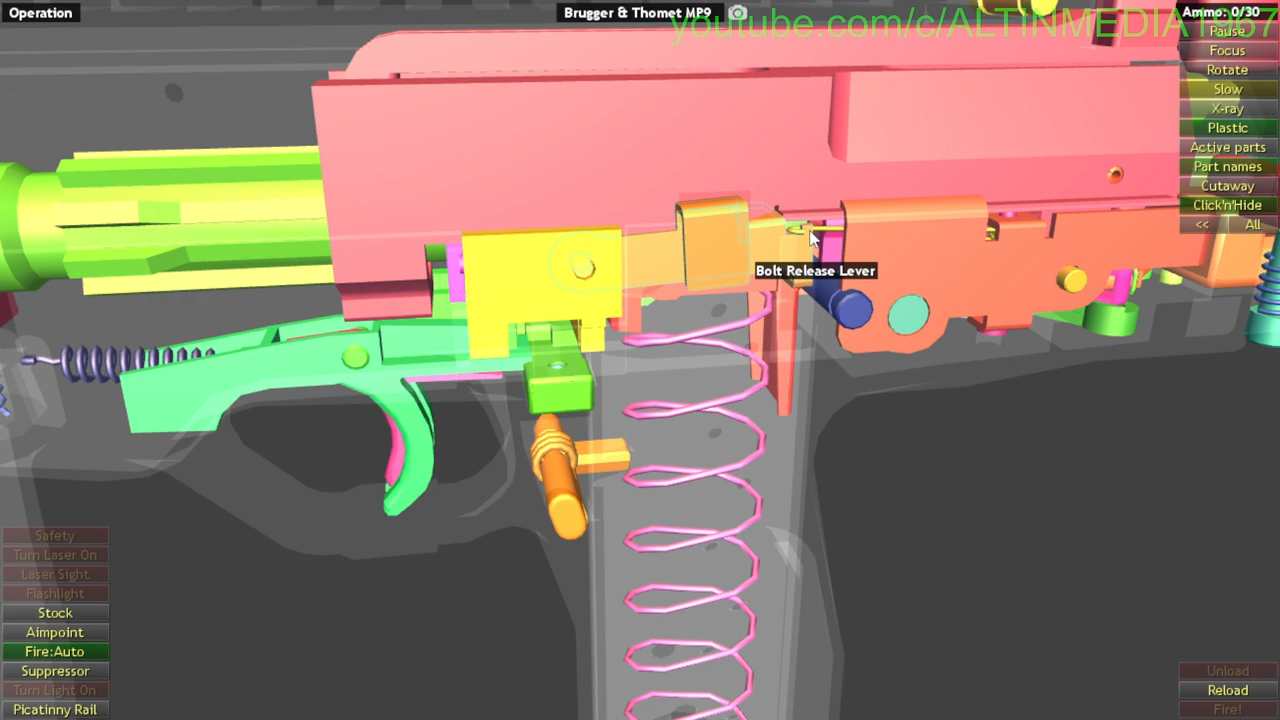 Operation
Brugger & Thomet MP9
Ammo: 0/30
youtube.com/c/ALTINMEDIA1967
Pause
Focus
Rotate
Slow
X-ray
Plastic
Active parts
Part names
Cutaway
Click'n'Hide
<< All
Bolt Release Lever
Safety
Turn Laser On
Laser Sight
Flashlight
Stock
Aimpoint
Fire:Auto
Suppressor
Turn Light On
Picatinny Rail
Unload
Reload
Fire!